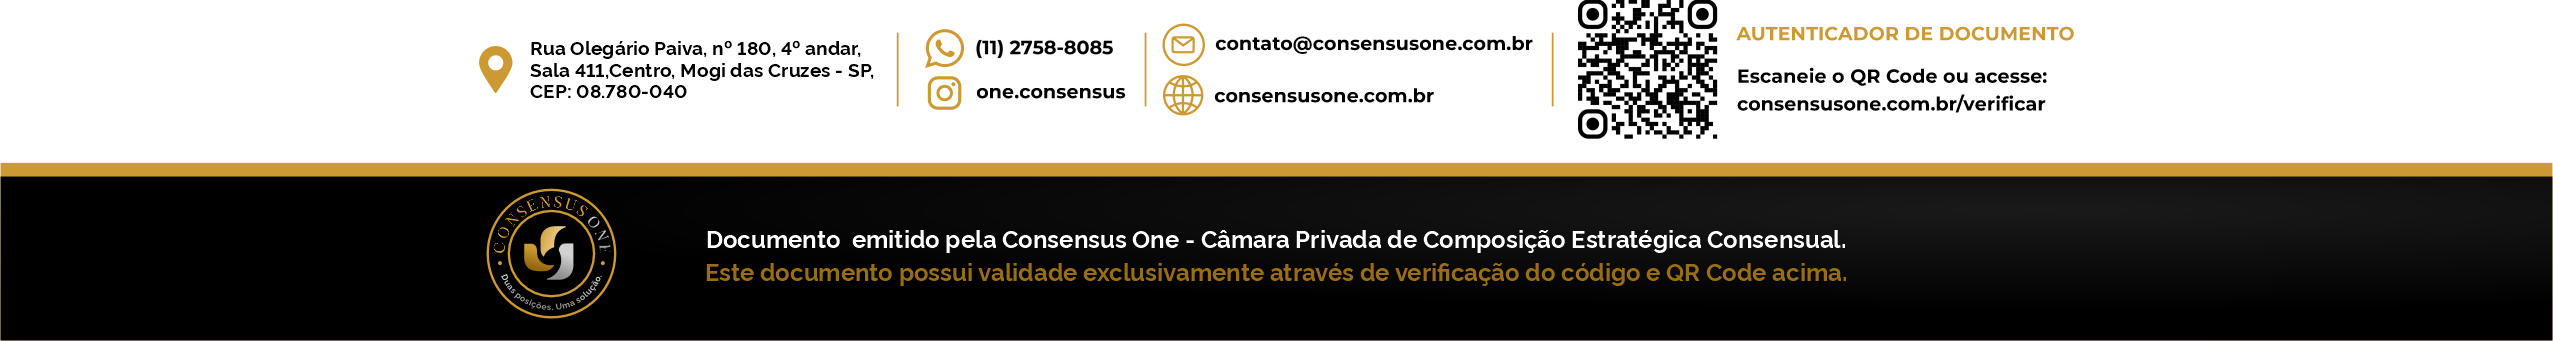 Rua Olegário Paiva, nº 180, 4º andar,
Sala 411,Centro, Mogi das Cruzes - SP,
CEP: 08.780-040
(11) 2758-8085
one.consensus
contato@consensusone.com.br
consensusone.com.br
AUTENTICADOR DE DOCUMENTO
Escaneie o QR Code ou acesse:
consensusone.com.br/verificar
CONSENSUS ONE
Duas posições. Uma solução.
Documento emitido pela Consensus One - Câmara Privada de Composição Estratégica Consensual.
Este documento possui validade exclusivamente através de verificação do código e QR Code acima.